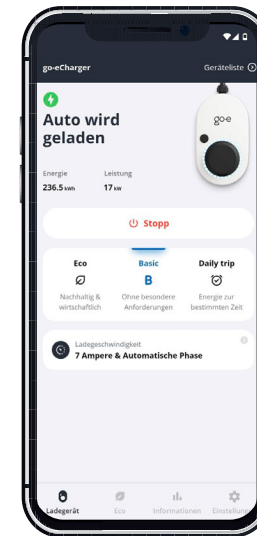 go-eCharger
Geräteliste
Auto wird
geladen
go-e
Energie
Leistung
236.5 kWh
17 kW
Stopp
Eco
Basic
Daily trip
B
Nachhaltig &
wirtschaftlich
Ohne besondere
Anforderungen
Energie zur
bestimmten Zeit
Ladegeschwindigkeit
7 Ampere & Automatische Phase
Ladegerät
Eco
Informationen
Einstellung